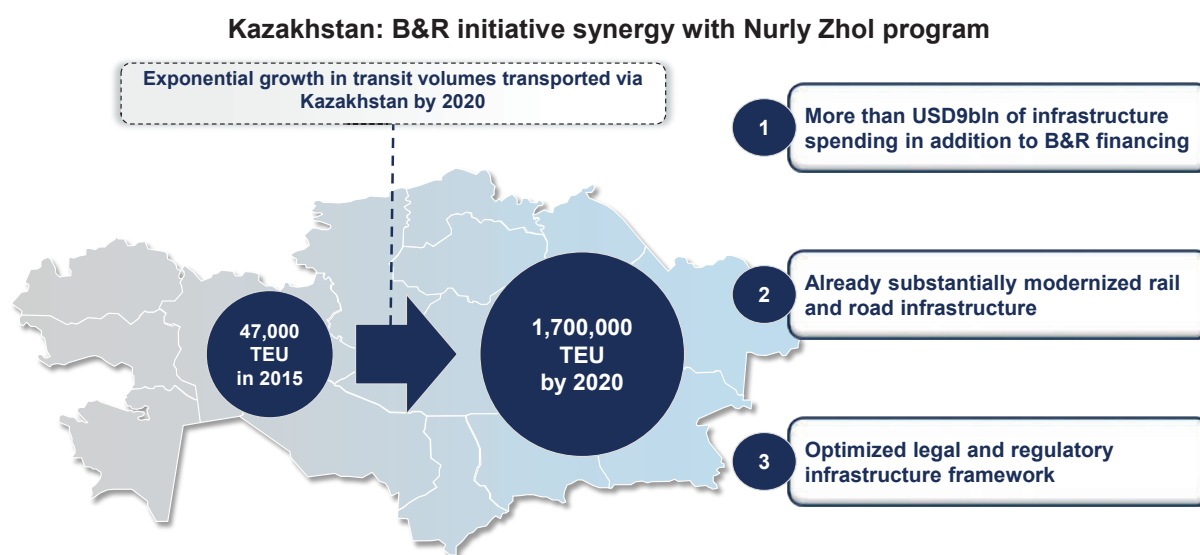 Kazakhstan: B&R initiative synergy with Nurly Zhol program
Exponential growth in transit volumes transported via
Kazakhstan by 2020
47,000
TEU
in 2015
1,700,000
TEU
by 2020
1
More than USD9bln of infrastructure
spending in addition to B&R financing
2
Already substantially modernized rail
and road infrastructure
3
Optimized legal and regulatory
infrastructure framework